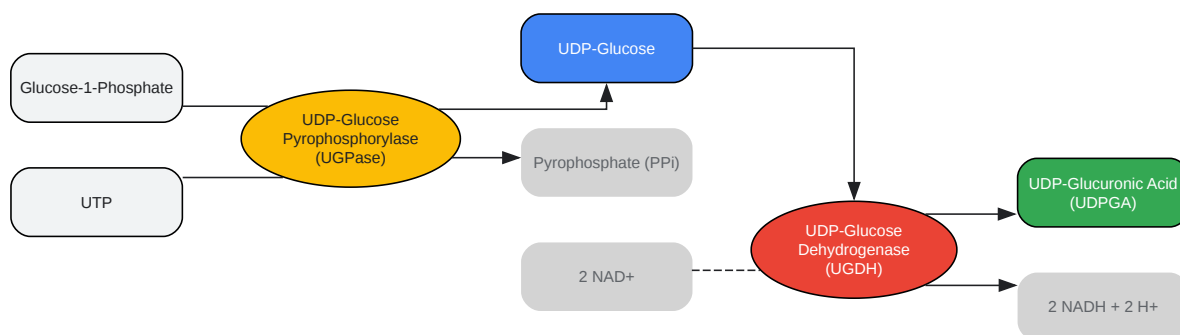 Glucose-1-Phosphate
UTP
UDP-Glucose
Pyrophosphorylase
(UGPase)
UDP-Glucose
Pyrophosphate (PPi)
2 NAD+
UDP-Glucose
Dehydrogenase
(UGDH)
UDP-Glucuronic Acid
(UDPGA)
2 NADH + 2 H+